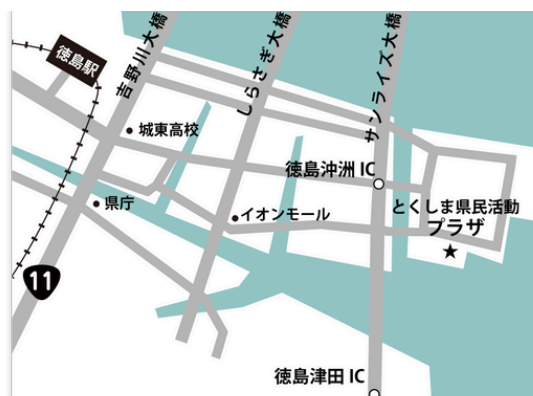 吉野川大橋
しらさぎ大橋
サンライズ大橋
徳島駅
城東高校
徳島沖洲 IC
県庁
イオンモール
とくしま県民活動
プラザ
11
徳島津田 IC